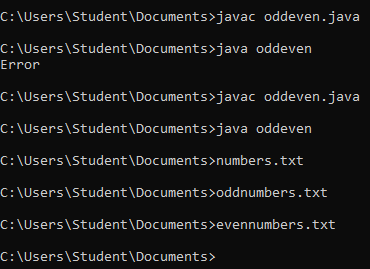 C:\Users\Student\Documents>javac oddeven.java
C:\Users\Student\Documents>java oddeven
Error
C:\Users\Student\Documents>javac oddeven.java
C:\Users\Student\Documents>java oddeven
C:\Users\Student\Documents>numbers.txt
C:\Users\Student\Documents>oddnumbers.txt
C:\Users\Student\Documents>evennumbers.txt
C:\Users\Student\Documents>